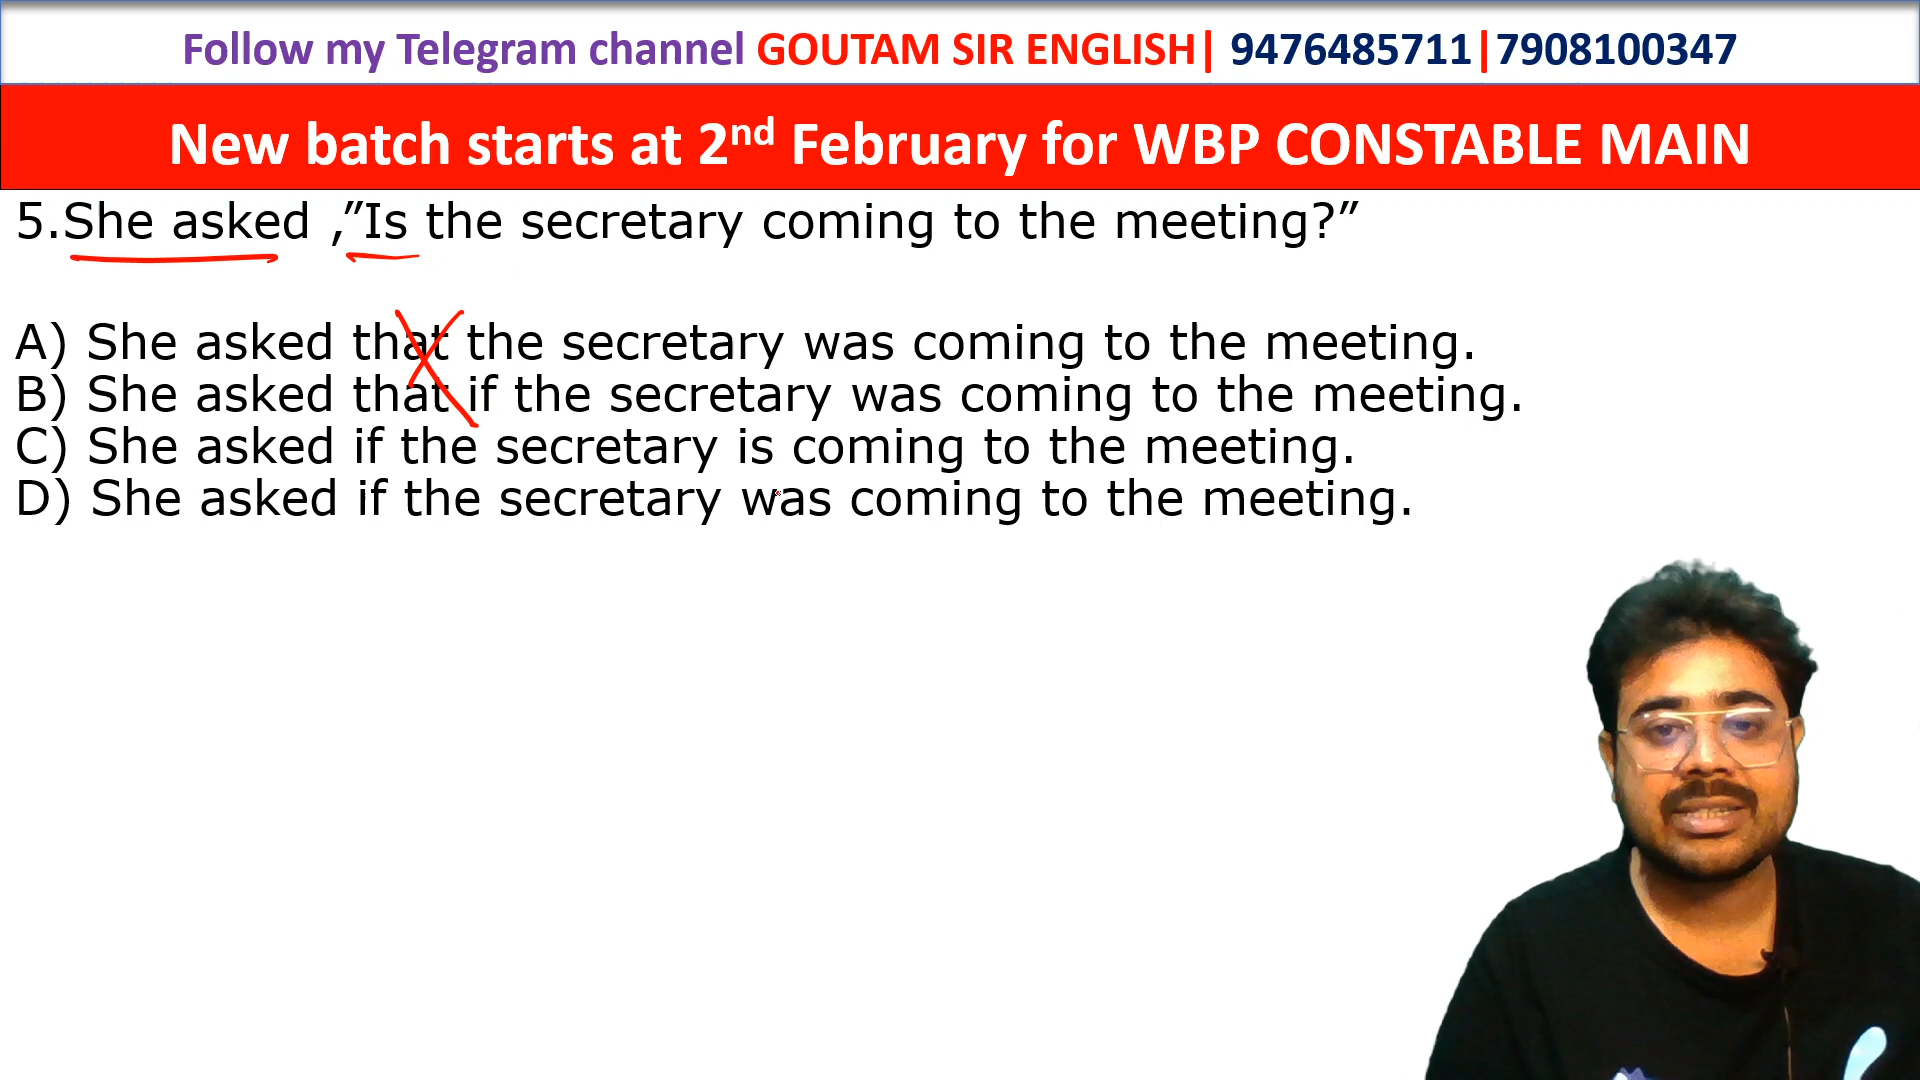 Follow my Telegram channel GOUTAM SIR ENGLISH| 9476485711|7908100347
New batch starts at 2nd February for WBP CONSTABLE MAIN
5.She asked ,”Is the secretary coming to the meeting?”
A) She asked that the secretary was coming to the meeting.
B) She asked that if the secretary was coming to the meeting.
C) She asked if the secretary is coming to the meeting.
D) She asked if the secretary was coming to the meeting.